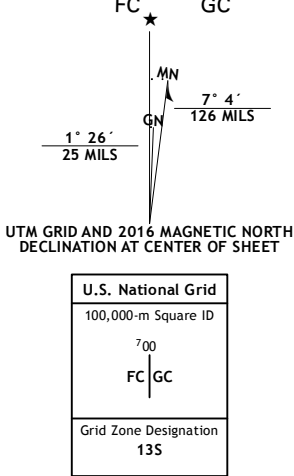 FC GC
MN
7° 4´
126 MILS
GN
1° 26´
25 MILS
UTM GRID AND 2016 MAGNETIC NORTH
DECLINATION AT CENTER OF SHEET
U.S. National Grid
100,000-m Square ID
⁷00
FC GC
Grid Zone Designation
13S